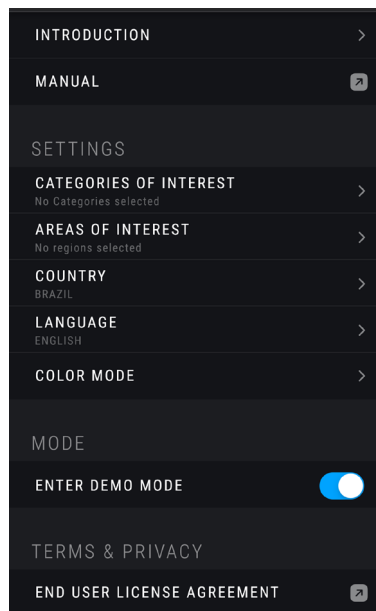 INTRODUCTION
MANUAL
SETTINGS
CATEGORIES OF INTEREST
No Categories selected
AREAS OF INTEREST
No regions selected
COUNTRY
BRAZIL
LANGUAGE
ENGLISH
COLOR MODE
MODE
ENTER DEMO MODE
TERMS & PRIVACY
END USER LICENSE AGREEMENT